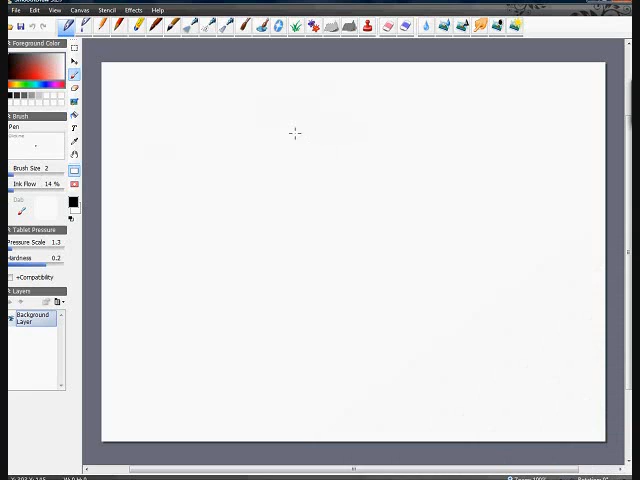 File Edit View Canvas Stencil Effects Help
Foreground Color
Brush
Pen
Brush Size 2
Ink Flow 14 %
Dab
Tablet Pressure
Pressure Scale 1.3
Hardness 0.2
+Compatibility
Layers
Background
Layer